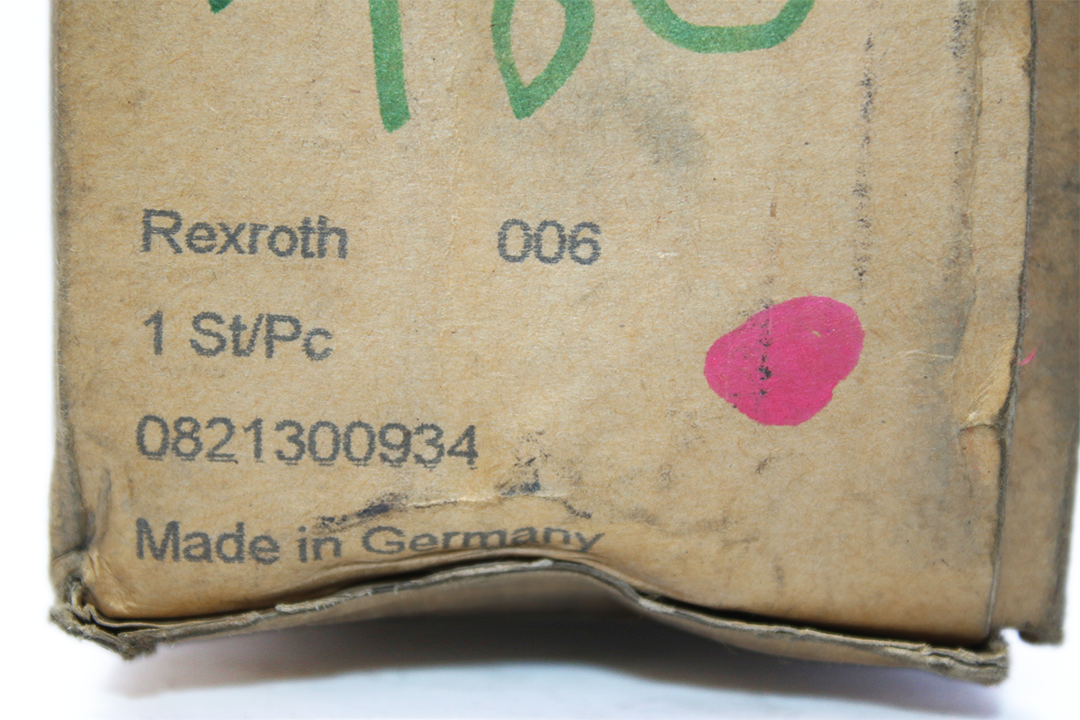 Rexroth 006
1 St/Pc
0821300934
Made in Germany